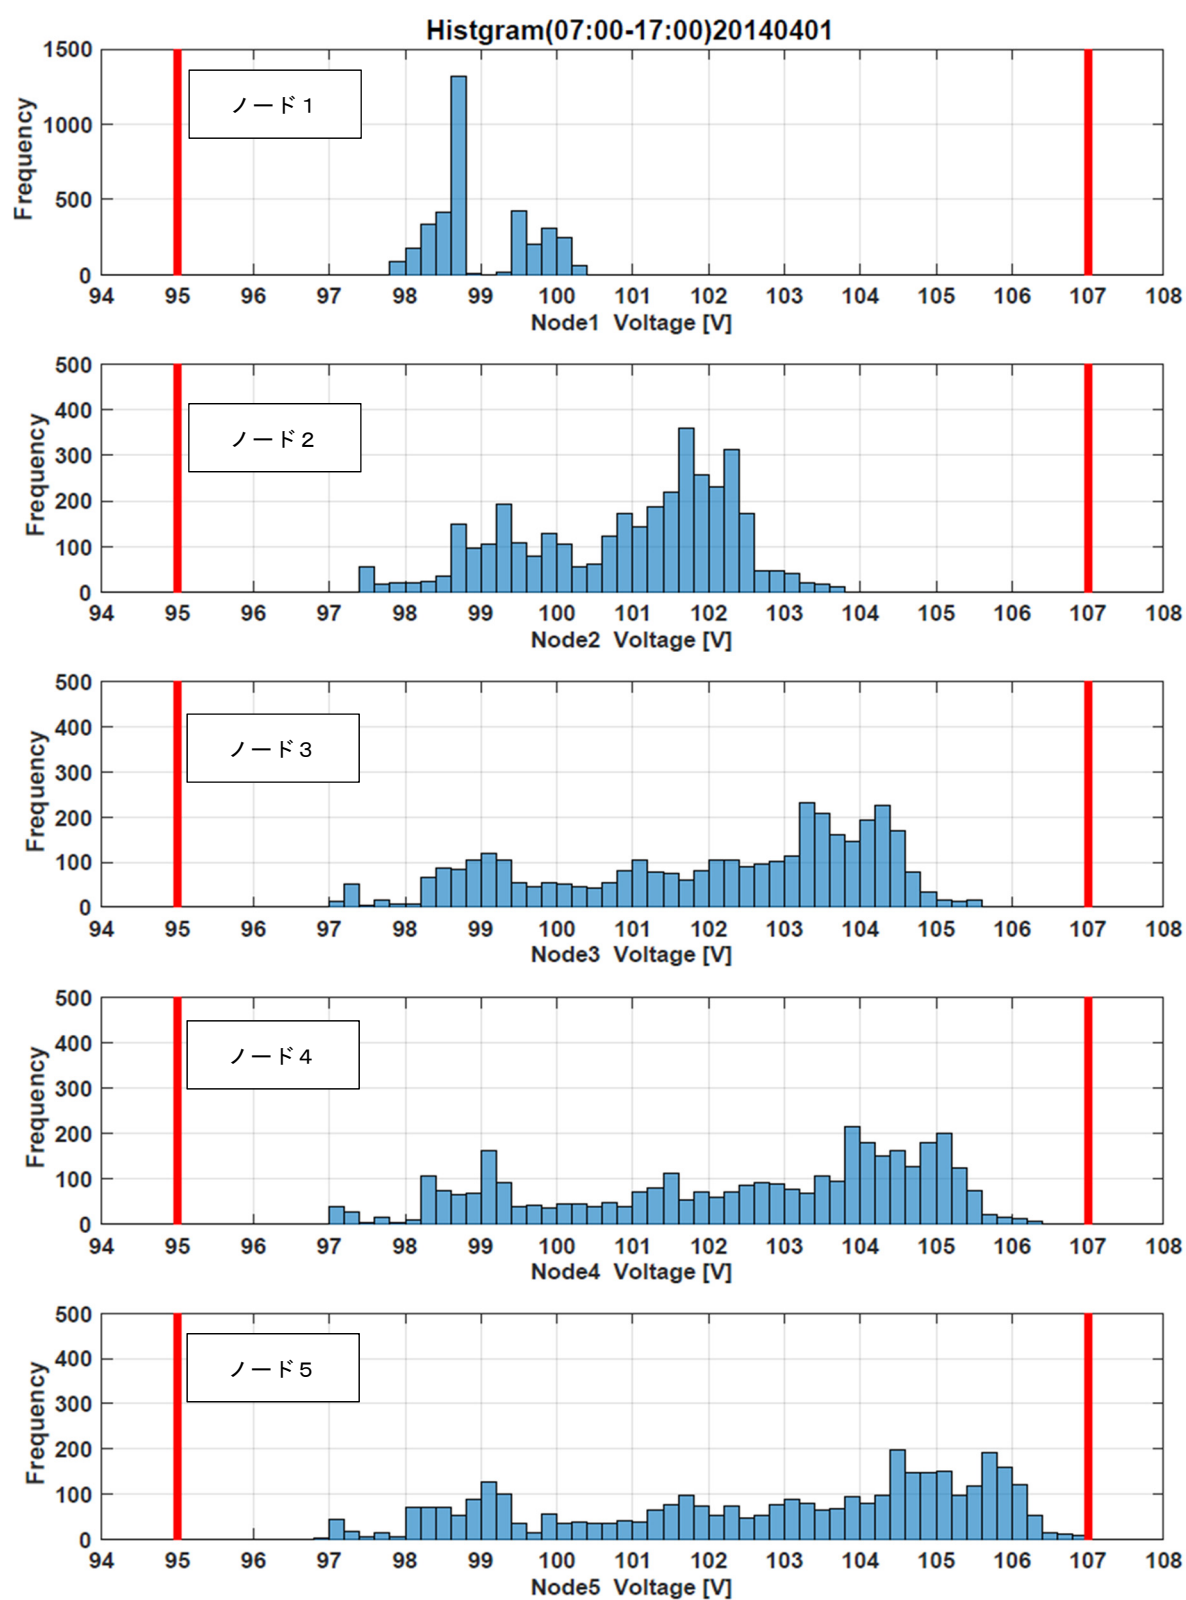 Histgram(07:00-17:00)20140401
1500
1000
500
0
Frequency
ノード１
94 95 96 97 98 99 100 101 102 103 104 105 106 107 108
Node1 Voltage [V]
500
400
300
200
100
0
Frequency
ノード２
94 95 96 97 98 99 100 101 102 103 104 105 106 107 108
Node2 Voltage [V]
500
400
300
200
100
0
Frequency
ノード３
94 95 96 97 98 99 100 101 102 103 104 105 106 107 108
Node3 Voltage [V]
500
400
300
200
100
0
Frequency
ノード４
94 95 96 97 98 99 100 101 102 103 104 105 106 107 108
Node4 Voltage [V]
500
400
300
200
100
0
Frequency
ノード５
94 95 96 97 98 99 100 101 102 103 104 105 106 107 108
Node5 Voltage [V]